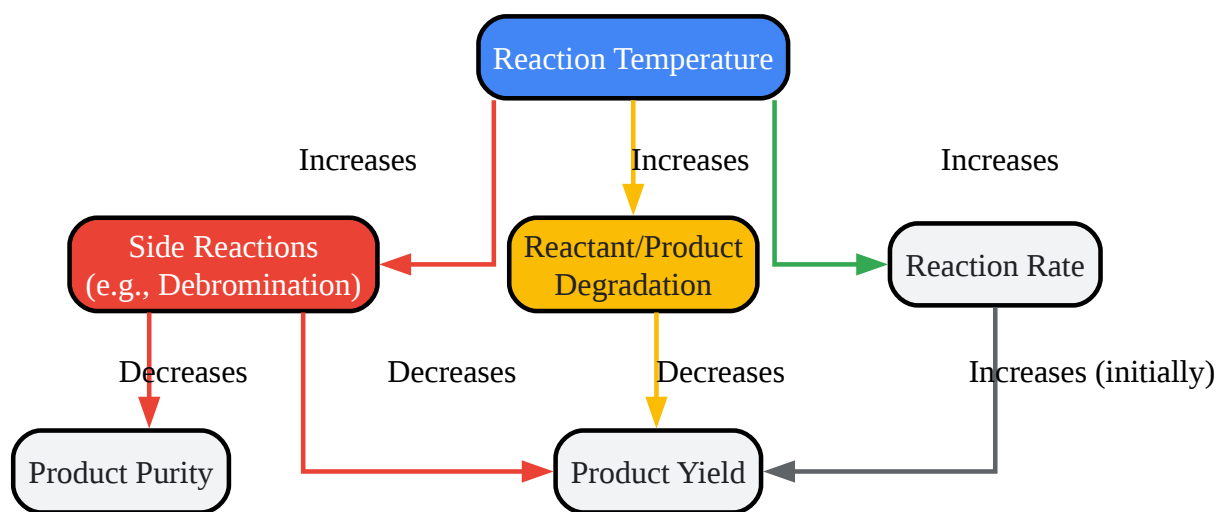 Reaction Temperature
Increases
Increases
Increases
Side Reactions
(e.g., Debromination)
Reactant/Product
Degradation
Reaction Rate
Decreases
Decreases
Decreases
Increases (initially)
Product Purity
Product Yield